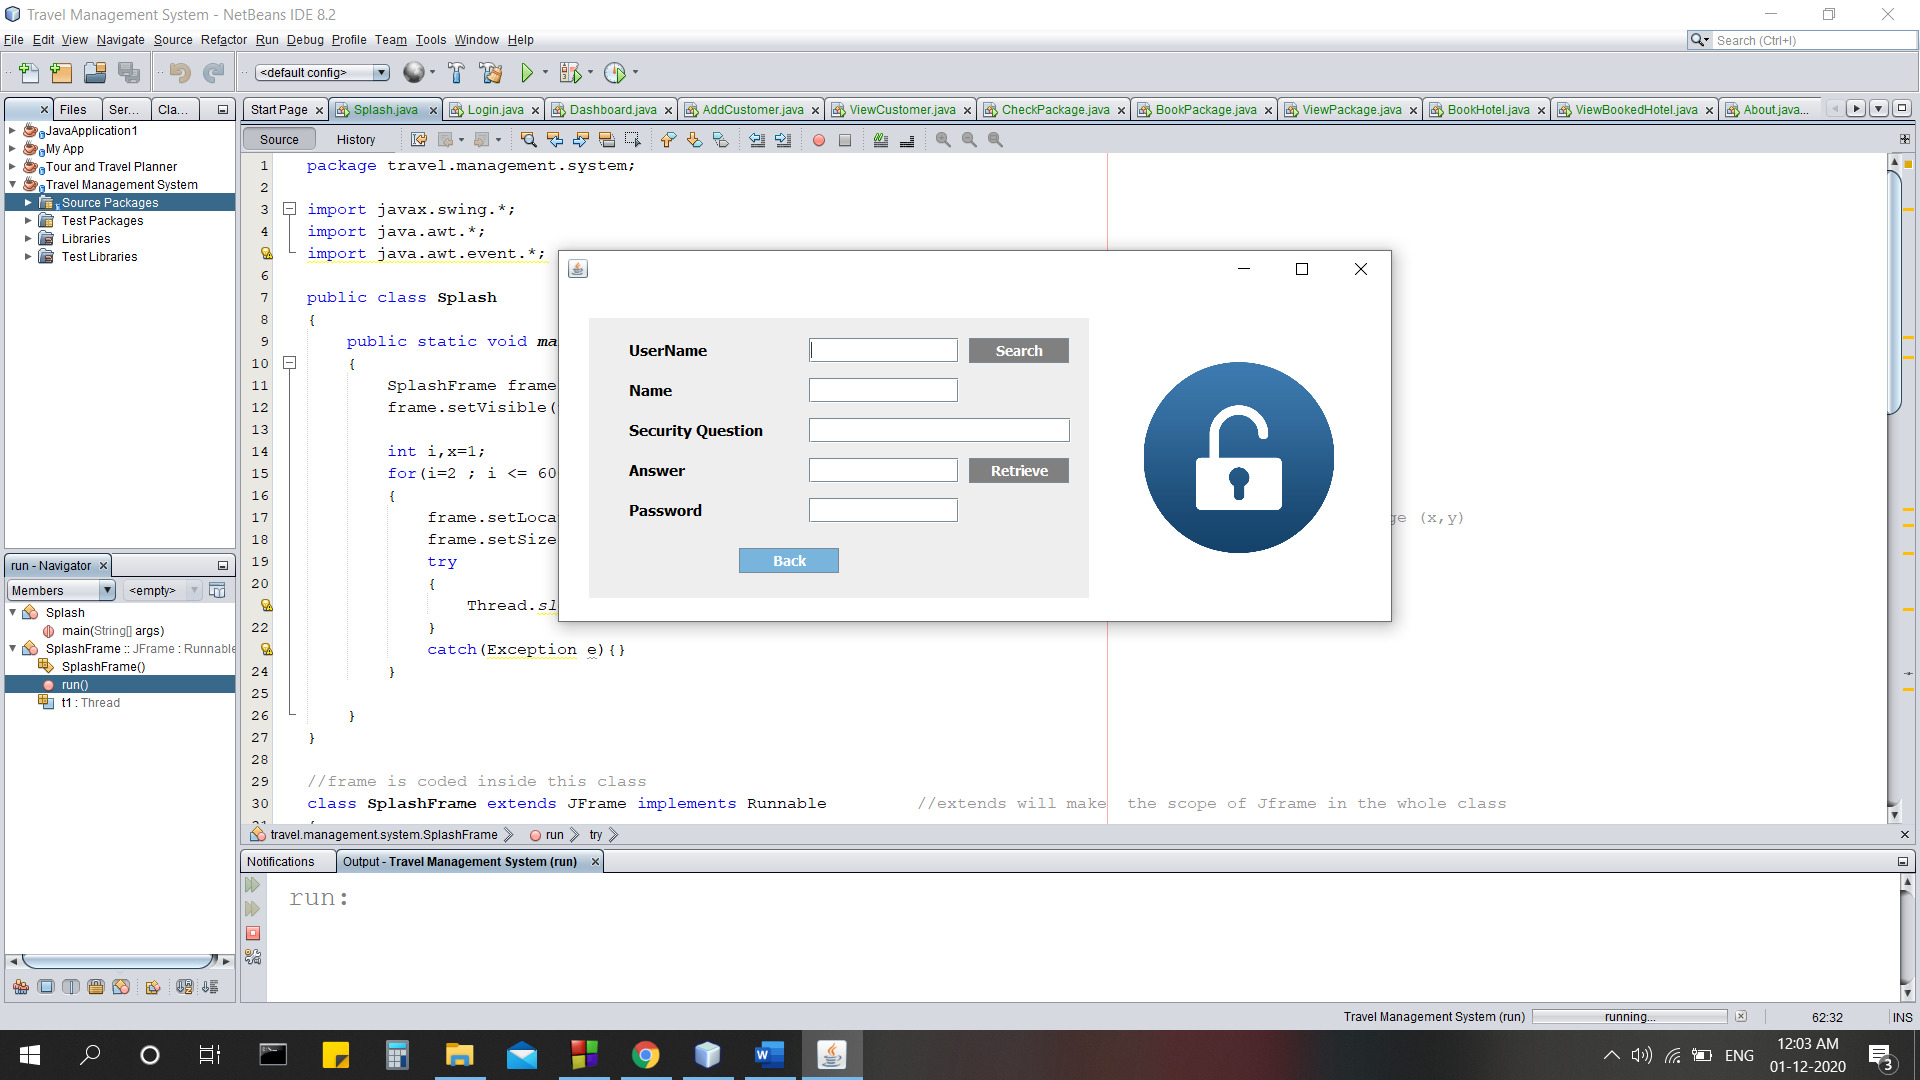 Travel Management System - NetBeans IDE 8.2
File Edit View Navigate Source Refactor Run Debug Profile Team Tools Window Help
Search (Ctrl+I)
<default config>
Files Ser... Cla...
Start Page Splash.java Login.java Dashboard.java AddCustomer.java ViewCustomer.java CheckPackage.java BookPackage.java ViewPackage.java BookHotel.java ViewBookedHotel.java About.java...
Source History
JavaApplication1
My App
Tour and Travel Planner
Travel Management System
Source Packages
Test Packages
Libraries
Test Libraries
1 package travel.management.system;
2
3 import javax.swing.*;
4 import java.awt.*;
import java.awt.event.*;
6
7 public class Splash
8 {
9 public static void ma
10 {
11 SplashFrame frame
12 frame.setVisible(
13
14 int i,x=1;
15 for(i=2 ; i <= 60
16 {
17 frame.setLoca ge (x,y)
18 frame.setSize
19 try
20 {
Thread.sl
22 }
catch(Exception e){}
24 }
25
26 }
27 }
28
29 //frame is coded inside this class
30 class SplashFrame extends JFrame implements Runnable //extends will make the scope of Jframe in the whole class
UserName
Search
Name
Security Question
Answer
Retrieve
Password
Back
run - Navigator
Members <empty>
Splash
main(String[] args)
SplashFrame :: JFrame : Runnable
SplashFrame()
run()
t1 : Thread
travel.management.system.SplashFrame run try
Notifications Output - Travel Management System (run)
run:
Travel Management System (run) running... 62:32 INS
ENG
12:03 AM
01-12-2020
3